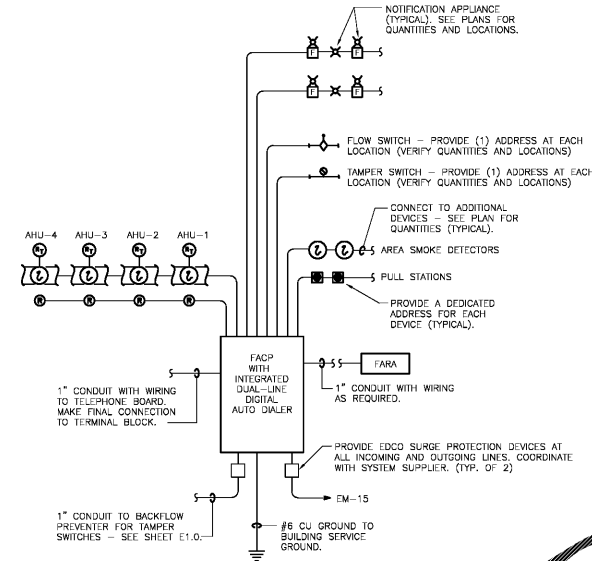 NOTIFICATION APPLIANCE
(TYPICAL). SEE PLANS FOR
QUANTITIES AND LOCATIONS.
F
F
F
F
FLOW SWITCH – PROVIDE (1) ADDRESS AT EACH
LOCATION (VERIFY QUANTITIES AND LOCATIONS)
TAMPER SWITCH – PROVIDE (1) ADDRESS AT EACH
LOCATION (VERIFY QUANTITIES AND LOCATIONS)
CONNECT TO ADDITIONAL
DEVICES – SEE PLAN FOR
QUANTITIES (TYPICAL).
AREA SMOKE DETECTORS
AHU-4 AHU-3 AHU-2 AHU-1
RT RT RT RT
R R R R
PULL STATIONS
PROVIDE A DEDICATED
ADDRESS FOR EACH
DEVICE (TYPICAL).
FACP
WITH
INTEGRATED
DUAL-LINE
DIGITAL
AUTO DIALER
FARA
1" CONDUIT WITH WIRING
TO TELEPHONE BOARD.
MAKE FINAL CONNECTION
TO TERMINAL BLOCK.
1" CONDUIT WITH WIRING
AS REQUIRED.
PROVIDE EDCO SURGE PROTECTION DEVICES AT
ALL INCOMING AND OUTGOING LINES. COORDINATE
WITH SYSTEM SUPPLIER. (TYP. OF 2)
EM-15
1" CONDUIT TO BACKFLOW
PREVENTER FOR TAMPER
SWITCHES – SEE SHEET E1.0.
#6 CU GROUND TO
BUILDING SERVICE
GROUND.